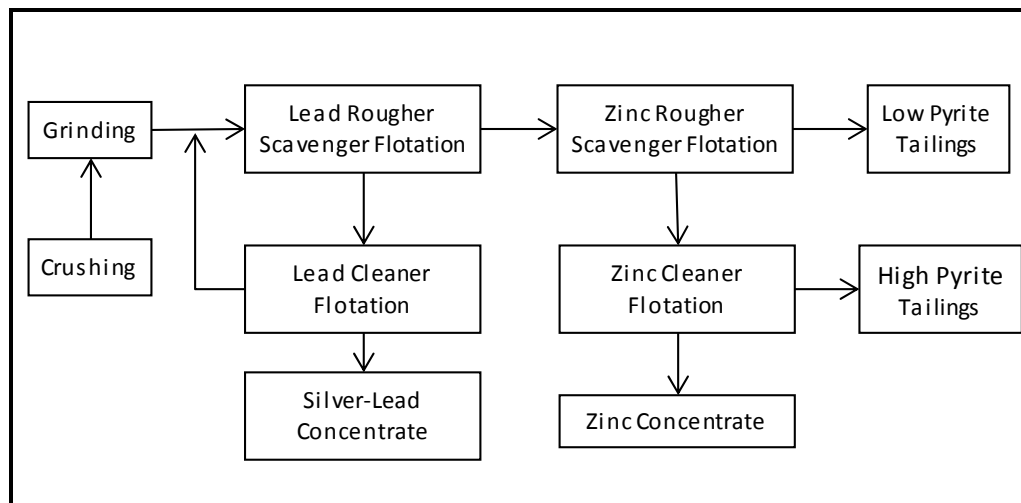 Grinding
Lead Rougher
Scavenger Flotation
Zinc Rougher
Scavenger Flotation
Low Pyrite
Tailings
Crushing
Lead Cleaner
Flotation
Zinc Cleaner
Flotation
High Pyrite
Tailings
Silver-Lead
Concentrate
Zinc Concentrate